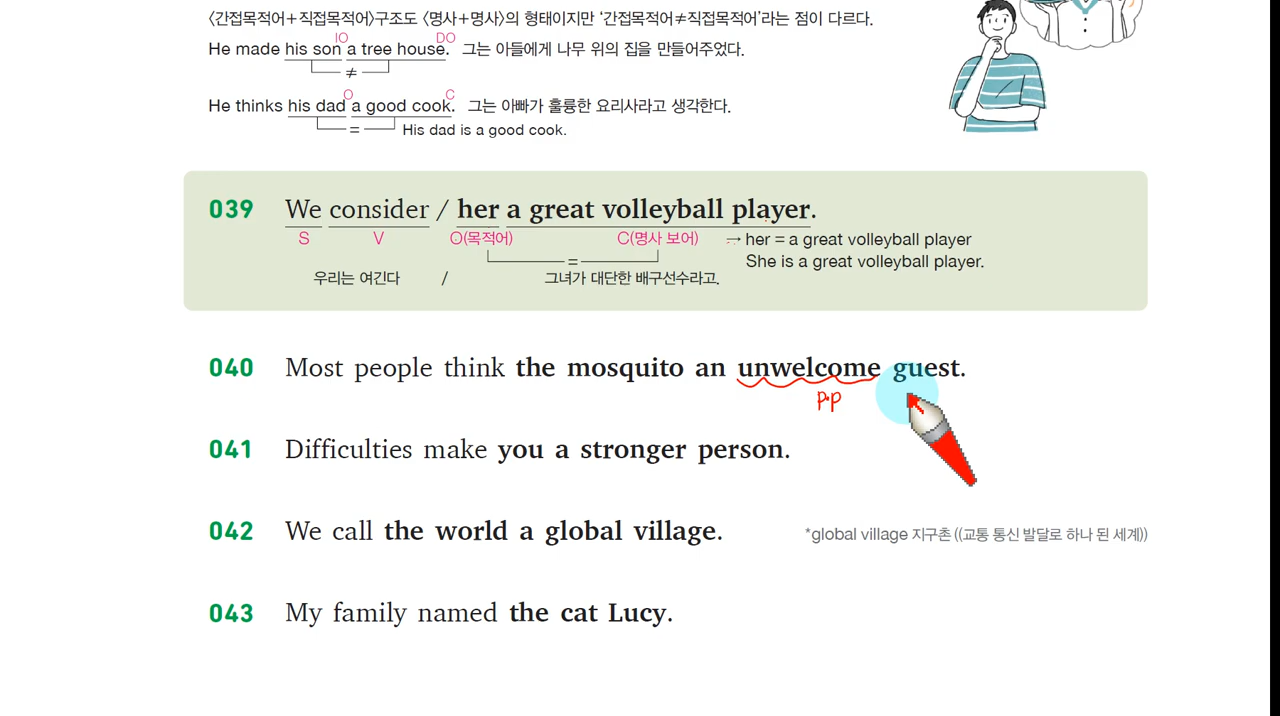 〈간접목적어+직접목적어〉구조도 〈명사+명사〉의 형태이지만 ‘간접목적어≠직접목적어’라는 점이 다르다.
IO DO
He made his son a tree house. 그는 아들에게 나무 위의 집을 만들어주었다.
≠
O C
He thinks his dad a good cook. 그는 아빠가 훌륭한 요리사라고 생각한다.
= His dad is a good cook.
039 We consider / her a great volleyball player.
S V O(목적어) C(명사 보어) → her = a great volleyball player
= She is a great volleyball player.
우리는 여긴다 / 그녀가 대단한 배구선수라고.
040 Most people think the mosquito an unwelcome guest.
p.p
041 Difficulties make you a stronger person.
042 We call the world a global village. *global village 지구촌 ((교통 통신 발달로 하나 된 세계))
043 My family named the cat Lucy.